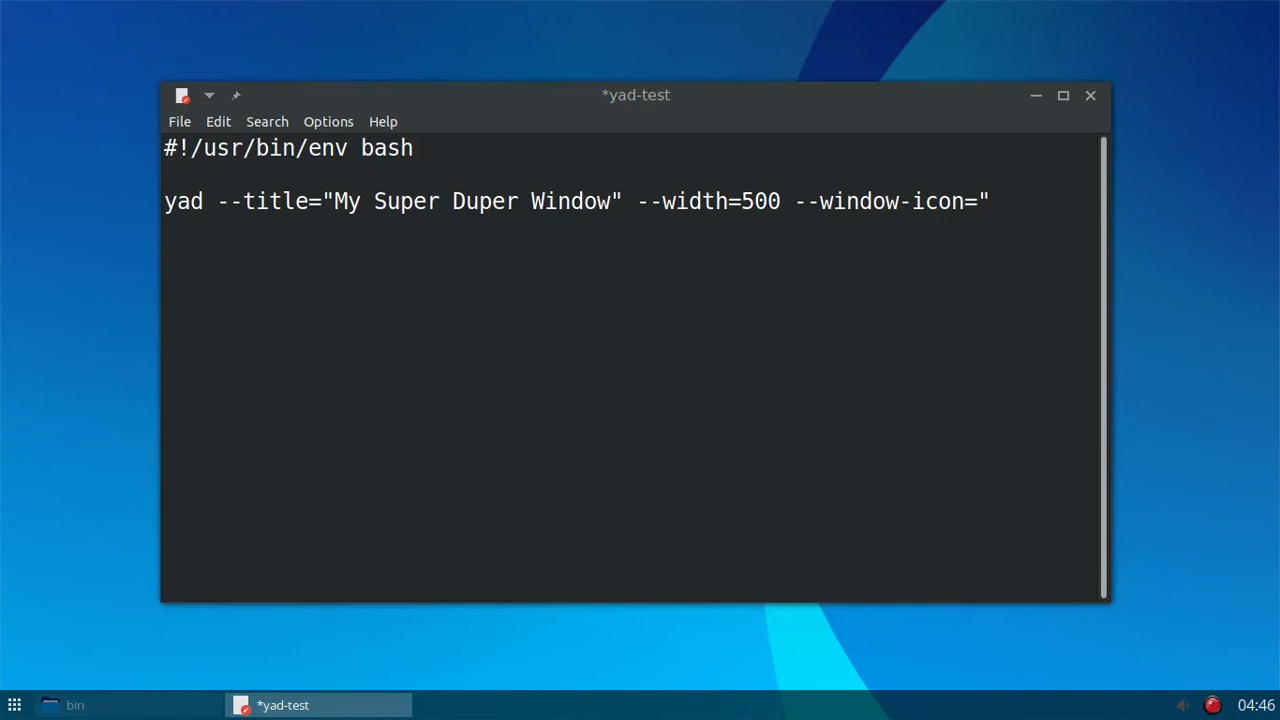 *yad-test
File Edit Search Options Help
#!/usr/bin/env bash
yad --title="My Super Duper Window" --width=500 --window-icon="
bin *yad-test 04:46